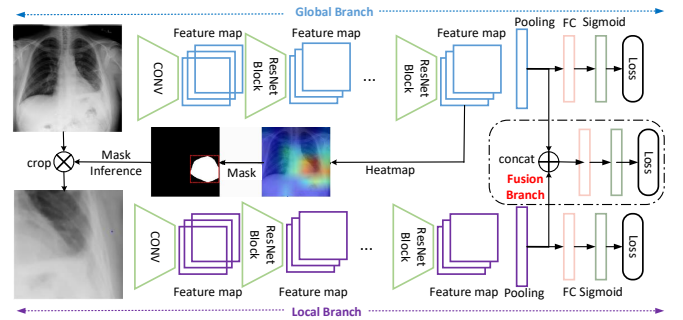 Global Branch
Pooling FC Sigmoid
Feature map
Feature map
CONV
ResNet
Block
...
ResNet
Block
Feature map
Loss
crop
Mask
Inference
Mask
Heatmap
concat
Fusion
Branch
Loss
CONV
ResNet
Block
...
ResNet
Block
Loss
Feature map
Feature map
Feature map
Pooling
FC Sigmoid
Local Branch